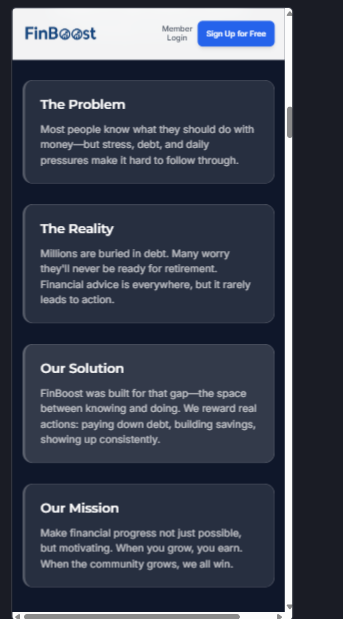 FinBoost
Member
Login
Sign Up for Free
The Problem
Most people know what they should do with
money—but stress, debt, and daily
pressures make it hard to follow through.
The Reality
Millions are buried in debt. Many worry
they'll never be ready for retirement.
Financial advice is everywhere, but it rarely
leads to action.
Our Solution
FinBoost was built for that gap—the space
between knowing and doing. We reward real
actions: paying down debt, building savings,
showing up consistently.
Our Mission
Make financial progress not just possible,
but motivating. When you grow, you earn.
When the community grows, we all win.